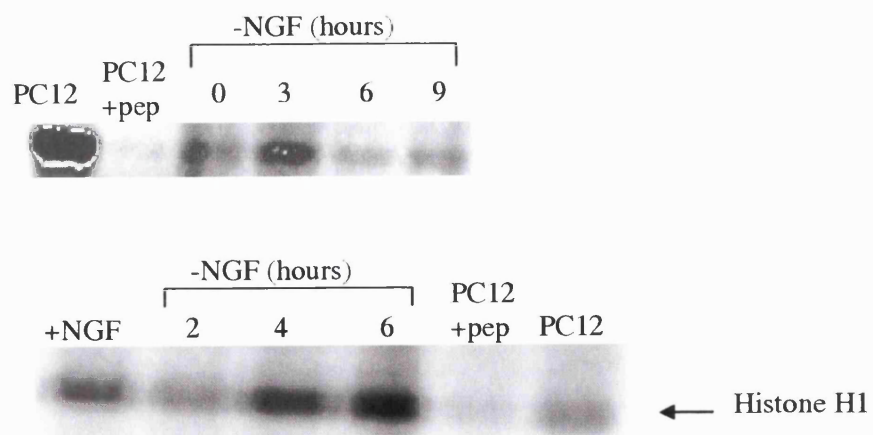 -NGF (hours)
PC12
PC12 +pep
0 3 6 9
-NGF (hours)
+NGF
2 4 6
PC12 +pep
PC12
Histone H1